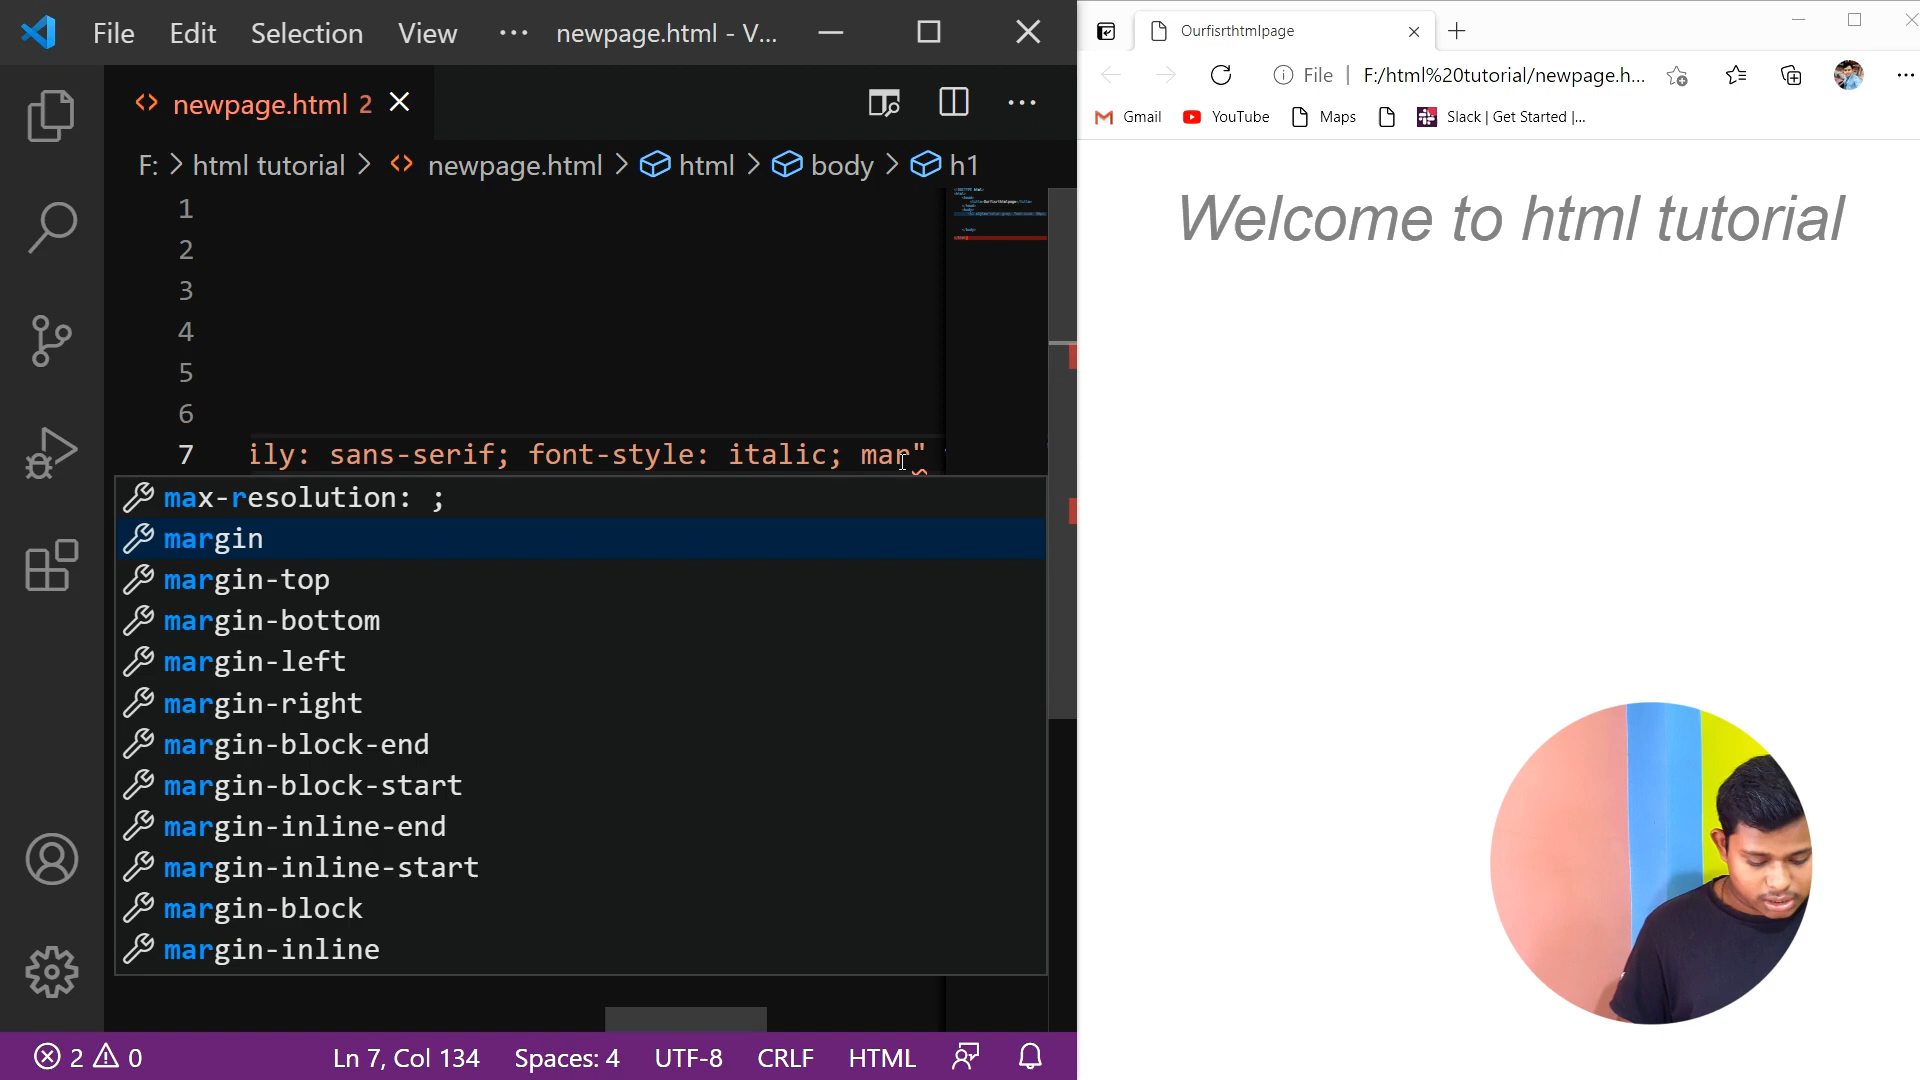 File Edit Selection View ··· newpage.html - V...
newpage.html 2
F: > html tutorial > newpage.html > html > body > h1
1
2
3
4
5
6
7 ily: sans-serif; font-style: italic; mar"
max-resolution: ;
margin
margin-top
margin-bottom
margin-left
margin-right
margin-block-end
margin-block-start
margin-inline-end
margin-inline-start
margin-block
margin-inline
2 0 Ln 7, Col 134 Spaces: 4 UTF-8 CRLF HTML
Ourfisrthtmlpage
File | F:/html%20tutorial/newpage.h...
Gmail YouTube Maps Slack | Get Started |...
Welcome to html tutorial